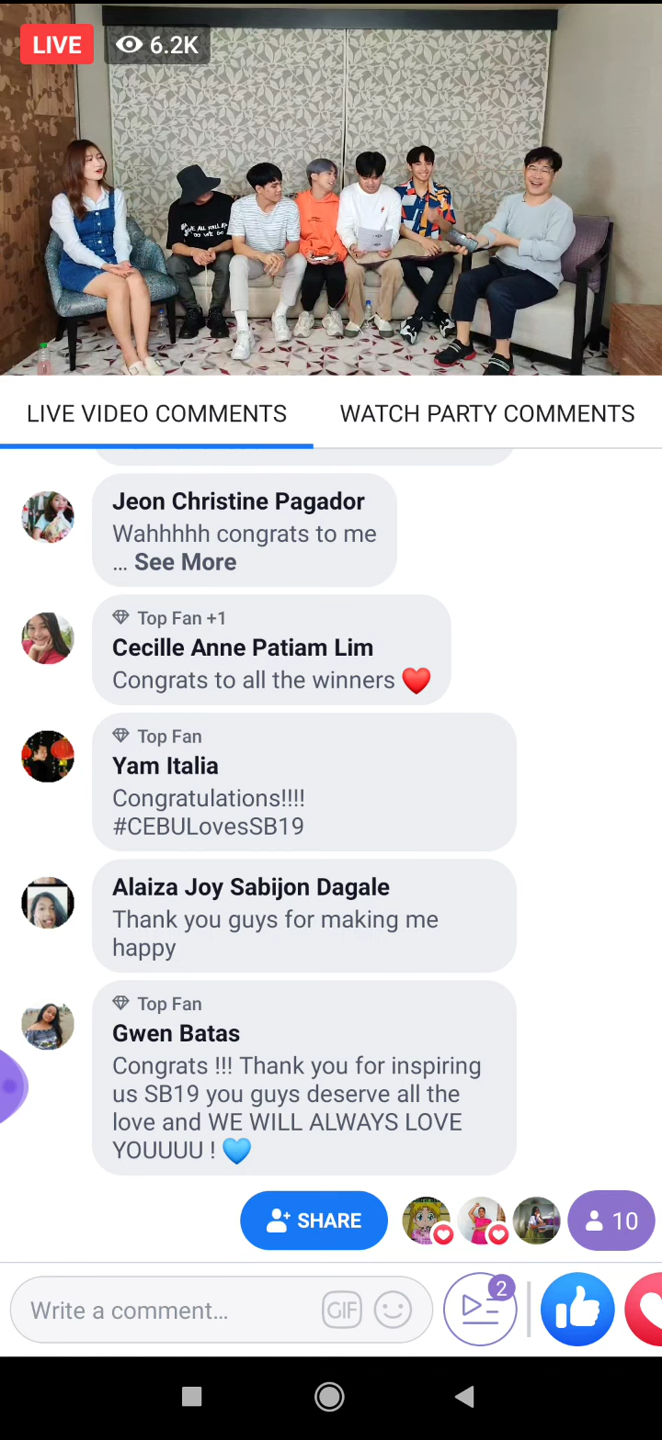 LIVE
6.2K
LIVE VIDEO COMMENTS
WATCH PARTY COMMENTS
Jeon Christine Pagador
Wahhhhh congrats to me
... See More
Top Fan +1
Cecille Anne Patiam Lim
Congrats to all the winners ❤️
Top Fan
Yam Italia
Congratulations!!!!
#CEBULovesSB19
Alaiza Joy Sabijon Dagale
Thank you guys for making me
happy
Top Fan
Gwen Batas
Congrats !!! Thank you for inspiring
us SB19 you guys deserve all the
love and WE WILL ALWAYS LOVE
YOUUUU ! 💙
SHARE
10
Write a comment...
GIF
2